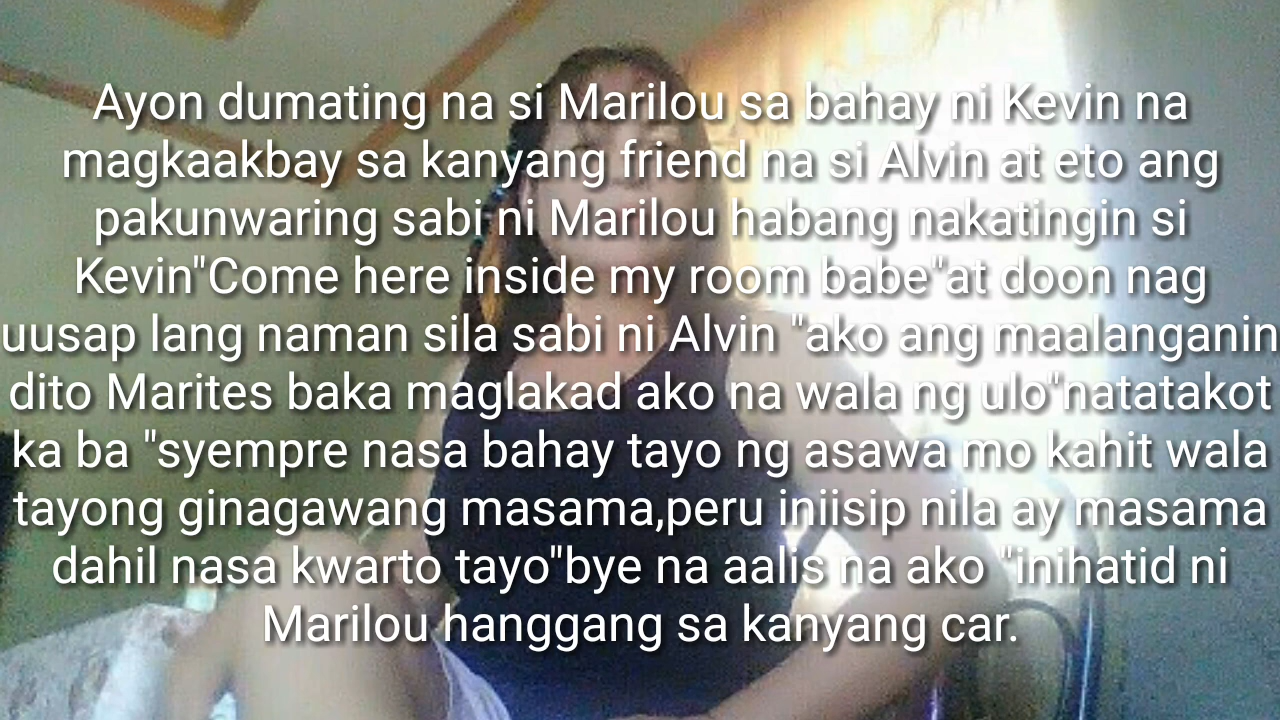 Ayon dumating na si Marilou sa bahay ni Kevin na
magkaakbay sa kanyang friend na si Alvin at eto ang
pakunwaring sabi ni Marilou habang nakatingin si
Kevin"Come here inside my room babe"at doon nag
uusap lang naman sila sabi ni Alvin "ako ang maalanganin
dito Marites baka maglakad ako na wala ng ulo"natatakot
ka ba "syempre nasa bahay tayo ng asawa mo kahit wala
tayong ginagawang masama,peru iniisip nila ay masama
dahil nasa kwarto tayo"bye na aalis na ako "inihatid ni
Marilou hanggang sa kanyang car.